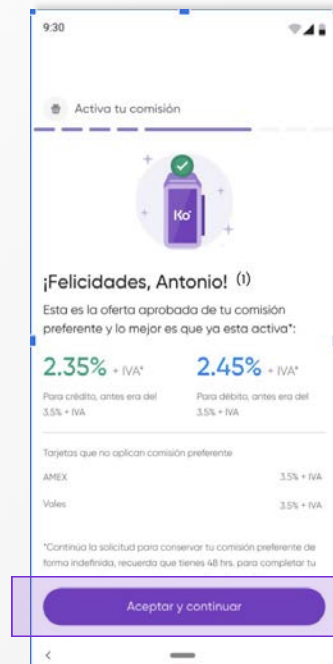 9:30
Activa tu comisión
Ko
¡Felicidades, Antonio! (1)
Esta es la oferta aprobada de tu comisión
preferente y lo mejor es que ya esta activa*:
2.35% + IVA* 2.45% + IVA*
Para crédito, antes era del Para débito, antes era del
3.5% + IVA 3.5% + IVA
Tarjetas que no aplican comisión preferente
AMEX 3.5% + IVA
Vales 3.5% + IVA
*Continúa la solicitud para conservar tu comisión preferente de
forma indefinida, recuerda que tienes 48 hrs. para completar tu
Aceptar y continuar